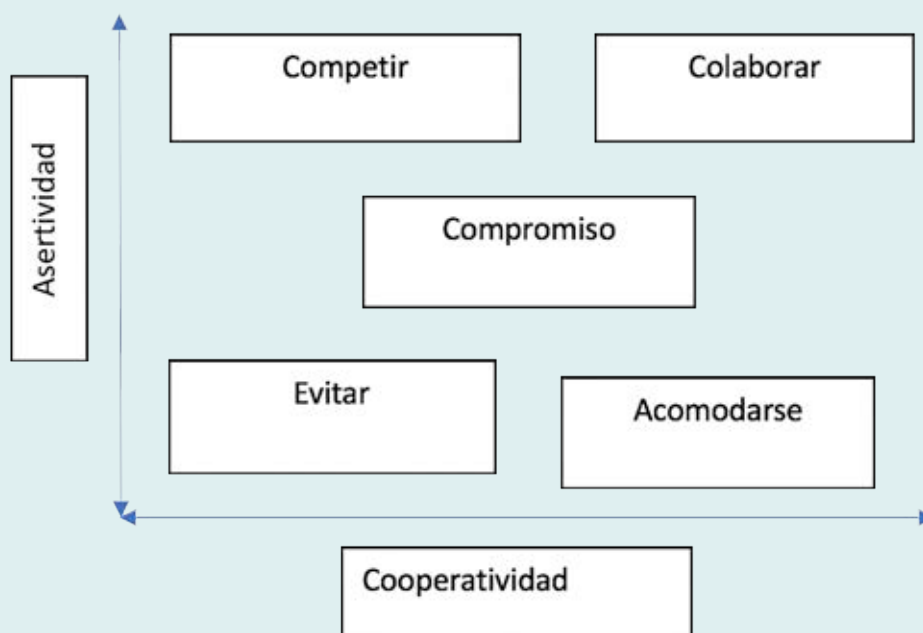 Competir
Colaborar
Asertividad
Compromiso
Evitar
Acomodarse
Cooperatividad